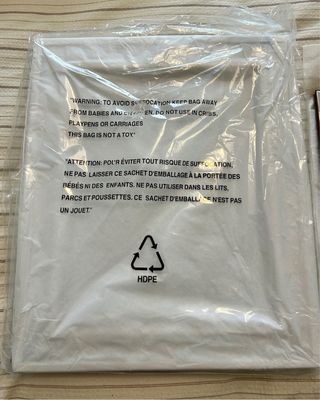 "WARNING: TO AVOID SUFFOCATION KEEP BAG AWAY
FROM BABIES AND CHILDREN. DO NOT USE IN CRIBS,
PLAYPENS OR CARRIAGES
THIS BAG IS NOT A TOY"
"ATTENTION: POUR ÉVITER TOUT RISQUE DE SUFFOCATION,
NE PAS LAISSER CE SACHET D'EMBALLAGE À LA PORTÉE DES
BÉBÉS NI DES ENFANTS. NE PAS UTILISER DANS LES LITS,
PARCS ET POUSSETTES. CE SACHET D'EMBALLAGE N'EST PAS
UN JOUET."
HDPE